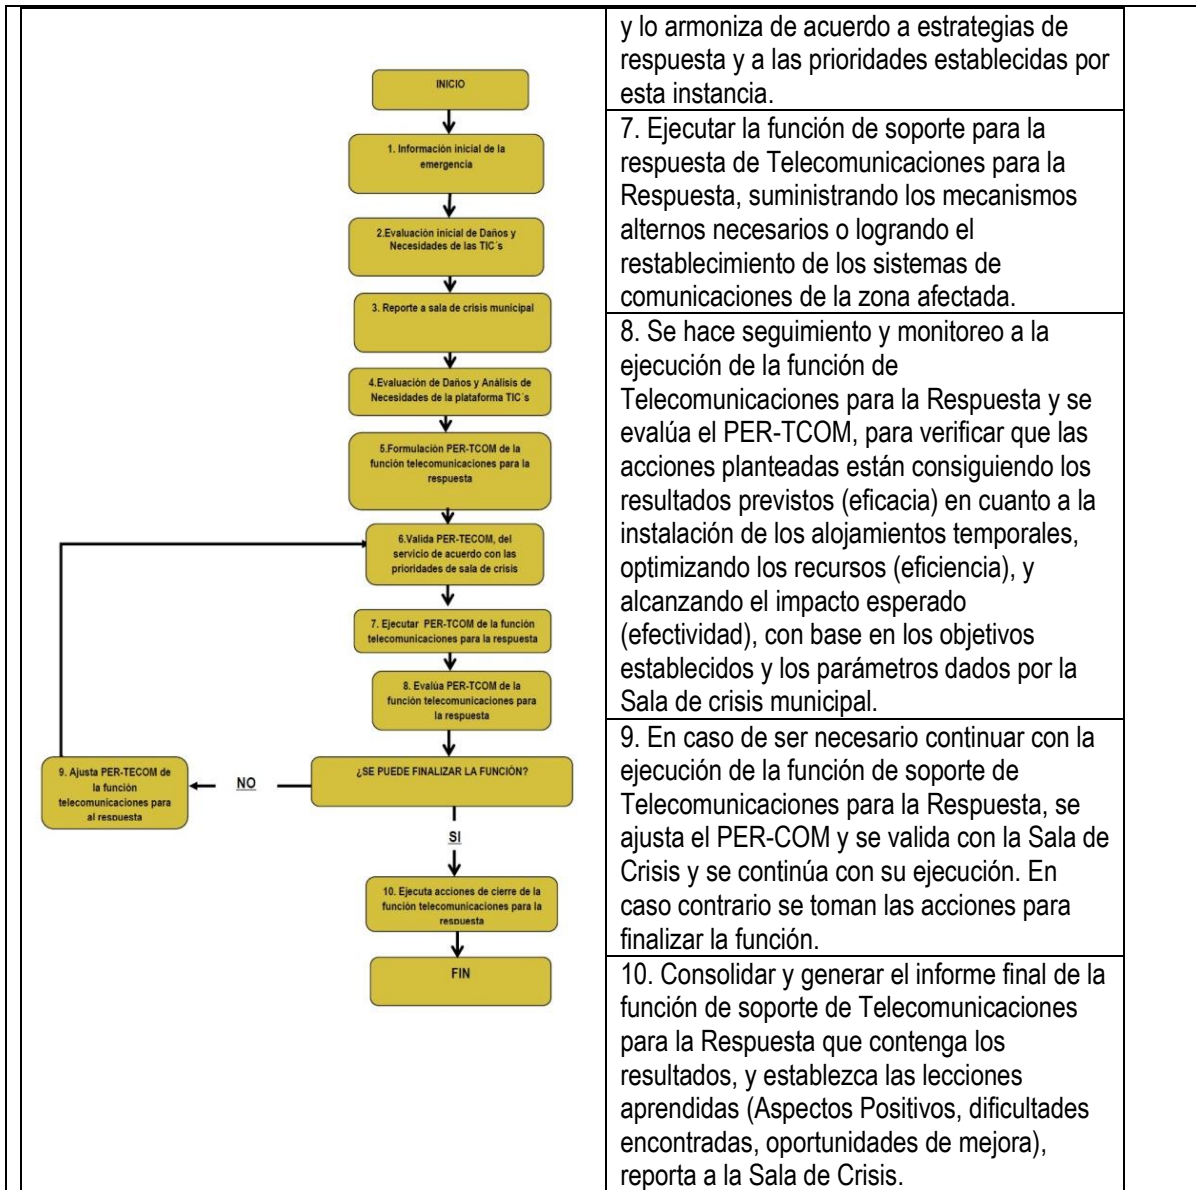 INICIO
1. Información inicial de la
emergencia
2.Evaluación inicial de Daños y
Necesidades de las TIC´s
3. Reporte a sala de crisis municipal
4.Evaluación de Daños y Análisis de
Necesidades de la plataforma TIC´s
5.Formulación PER-TCOM de la
función telecomunicaciones para la
respuesta
6.Valida PER-TECOM, del
servicio de acuerdo con las
prioridades de sala de crisis
7. Ejecutar PER-TCOM de la función
telecomunicaciones para la respuesta
8. Evalúa PER-TCOM de la
función telecomunicaciones para
la respuesta
¿SE PUEDE FINALIZAR LA FUNCIÓN?
NO
9. Ajusta PER-TECOM de
la función
telecomunicaciones para
al respuesta
SI
10. Ejecuta acciones de cierre de la
función telecomunicaciones para la
respuesta
FIN
y lo armoniza de acuerdo a estrategias de
respuesta y a las prioridades establecidas por
esta instancia.
7. Ejecutar la función de soporte para la
respuesta de Telecomunicaciones para la
Respuesta, suministrando los mecanismos
alternos necesarios o logrando el
restablecimiento de los sistemas de
comunicaciones de la zona afectada.
8. Se hace seguimiento y monitoreo a la
ejecución de la función de
Telecomunicaciones para la Respuesta y se
evalúa el PER-TCOM, para verificar que las
acciones planteadas están consiguiendo los
resultados previstos (eficacia) en cuanto a la
instalación de los alojamientos temporales,
optimizando los recursos (eficiencia), y
alcanzando el impacto esperado
(efectividad), con base en los objetivos
establecidos y los parámetros dados por la
Sala de crisis municipal.
9. En caso de ser necesario continuar con la
ejecución de la función de soporte de
Telecomunicaciones para la Respuesta, se
ajusta el PER-COM y se valida con la Sala de
Crisis y se continúa con su ejecución. En
caso contrario se toman las acciones para
finalizar la función.
10. Consolidar y generar el informe final de la
función de soporte de Telecomunicaciones
para la Respuesta que contenga los
resultados, y establezca las lecciones
aprendidas (Aspectos Positivos, dificultades
encontradas, oportunidades de mejora),
reporta a la Sala de Crisis.